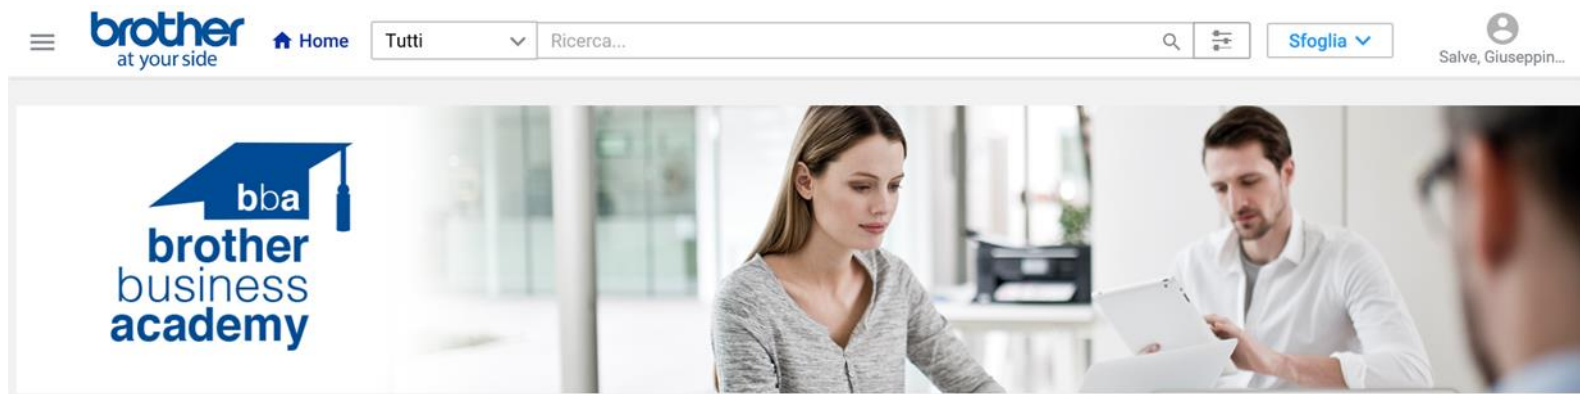 brother
at your side
Home
Tutti
Ricerca...
Sfoglia
Salve, Giuseppin...
bba
brother
business
academy